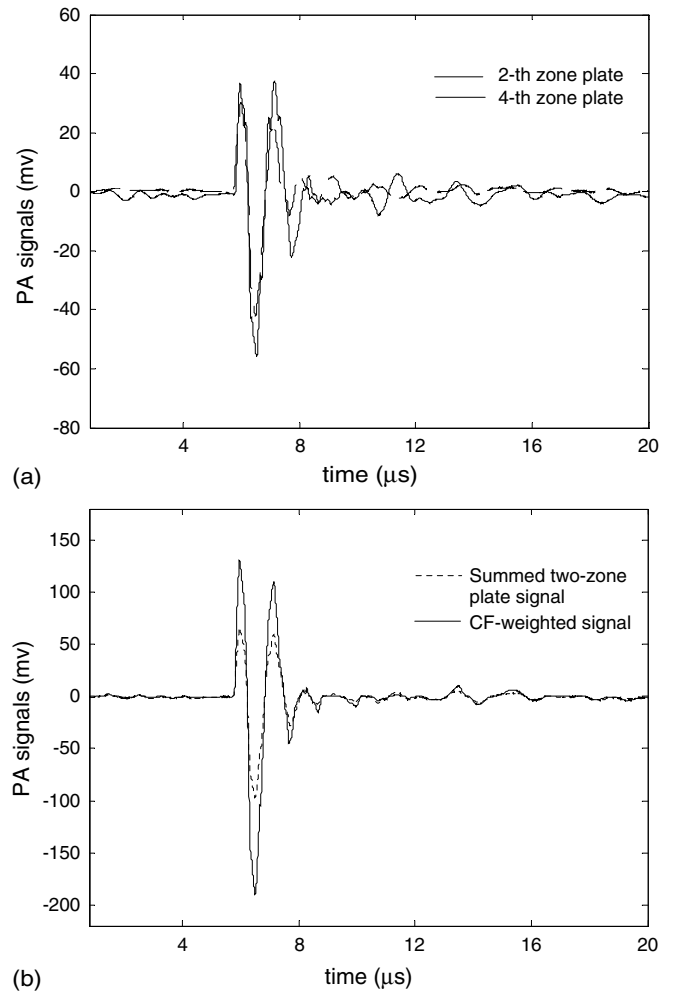 60
40
20
0
-20
-40
-60
-80
PA signals (mv)
2-th zone plate
4-th zone plate
4
8
12
16
20
time (μs)
(a)
150
100
50
0
-50
-100
-150
-200
PA signals (mv)
Summed two-zone
plate signal
CF-weighted signal
4
8
12
16
20
time (μs)
(b)